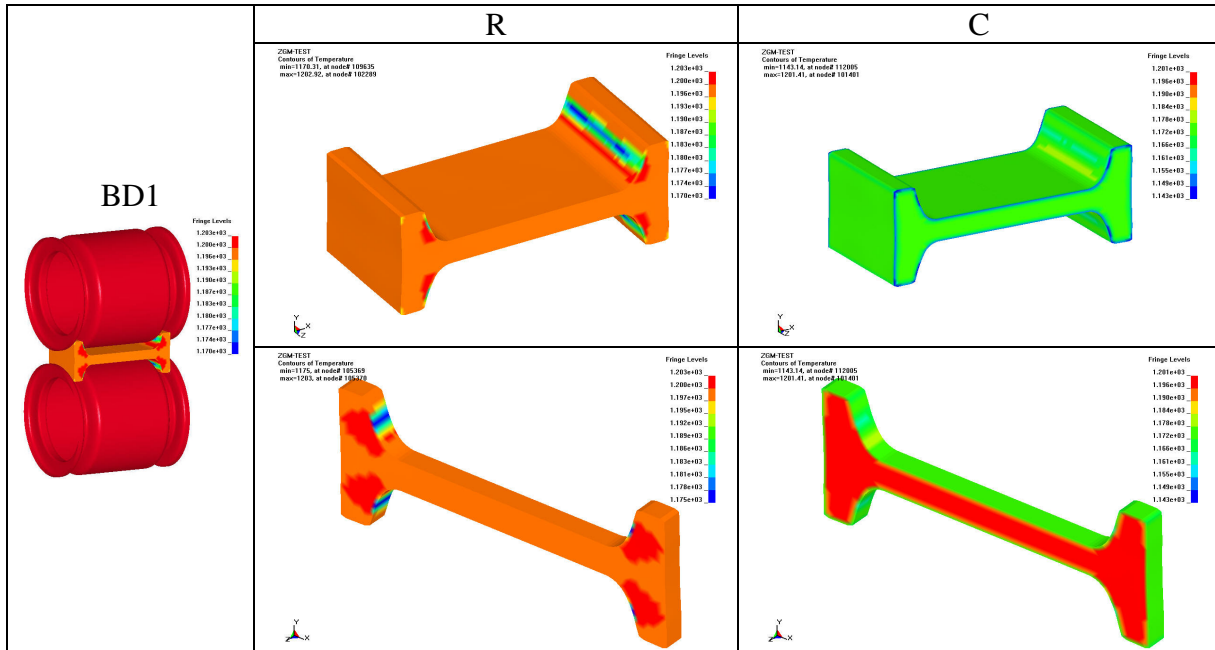 R
C
BD1
Fringe Levels
1.203e+03
1.200e+03
1.196e+03
1.193e+03
1.190e+03
1.187e+03
1.183e+03
1.180e+03
1.177e+03
1.174e+03
1.170e+03
ZGM-TEST
Contours of Temperature
min=1170.31, at node# 109635
max=1202.92, at node# 102289
Fringe Levels
1.203e+03
1.200e+03
1.196e+03
1.193e+03
1.190e+03
1.187e+03
1.183e+03
1.180e+03
1.177e+03
1.174e+03
1.170e+03
Y
X
Z
ZGM-TEST
Contours of Temperature
min=1143.14, at node# 112005
max=1201.41, at node# 101401
Fringe Levels
1.201e+03
1.196e+03
1.190e+03
1.184e+03
1.178e+03
1.172e+03
1.166e+03
1.161e+03
1.155e+03
1.149e+03
1.143e+03
Y
X
Z
ZGM-TEST
Contours of Temperature
min=1175, at node# 105369
max=1203, at node# 105370
Fringe Levels
1.203e+03
1.200e+03
1.197e+03
1.195e+03
1.192e+03
1.189e+03
1.186e+03
1.183e+03
1.181e+03
1.178e+03
1.175e+03
Y
Z X
ZGM-TEST
Contours of Temperature
min=1143.14, at node# 112005
max=1201.41, at node# 101401
Fringe Levels
1.201e+03
1.196e+03
1.190e+03
1.184e+03
1.178e+03
1.172e+03
1.166e+03
1.161e+03
1.155e+03
1.149e+03
1.143e+03
Y
Z X